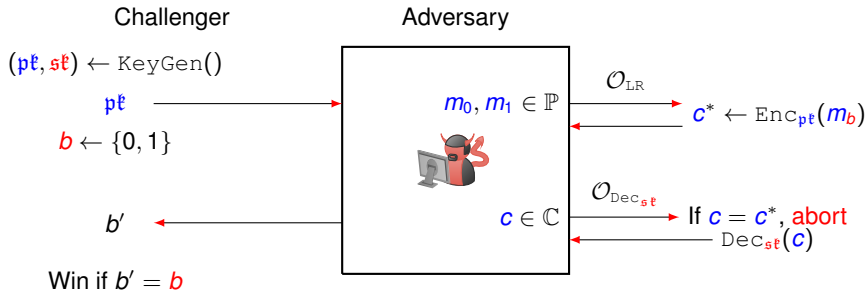 Challenger
Adversary
(𝔭𝔨, 𝔰𝔨) ← KeyGen()
𝔭𝔨
b ← {0, 1}
m₀, m₁ ∈ ℙ
𝒪_LR
c* ← Enc_𝔭𝔨(m_b)
b′
c ∈ ℂ
𝒪_Dec_𝔰𝔨
If c = c*, abort
Dec_𝔰𝔨(c)
Win if b′ = b